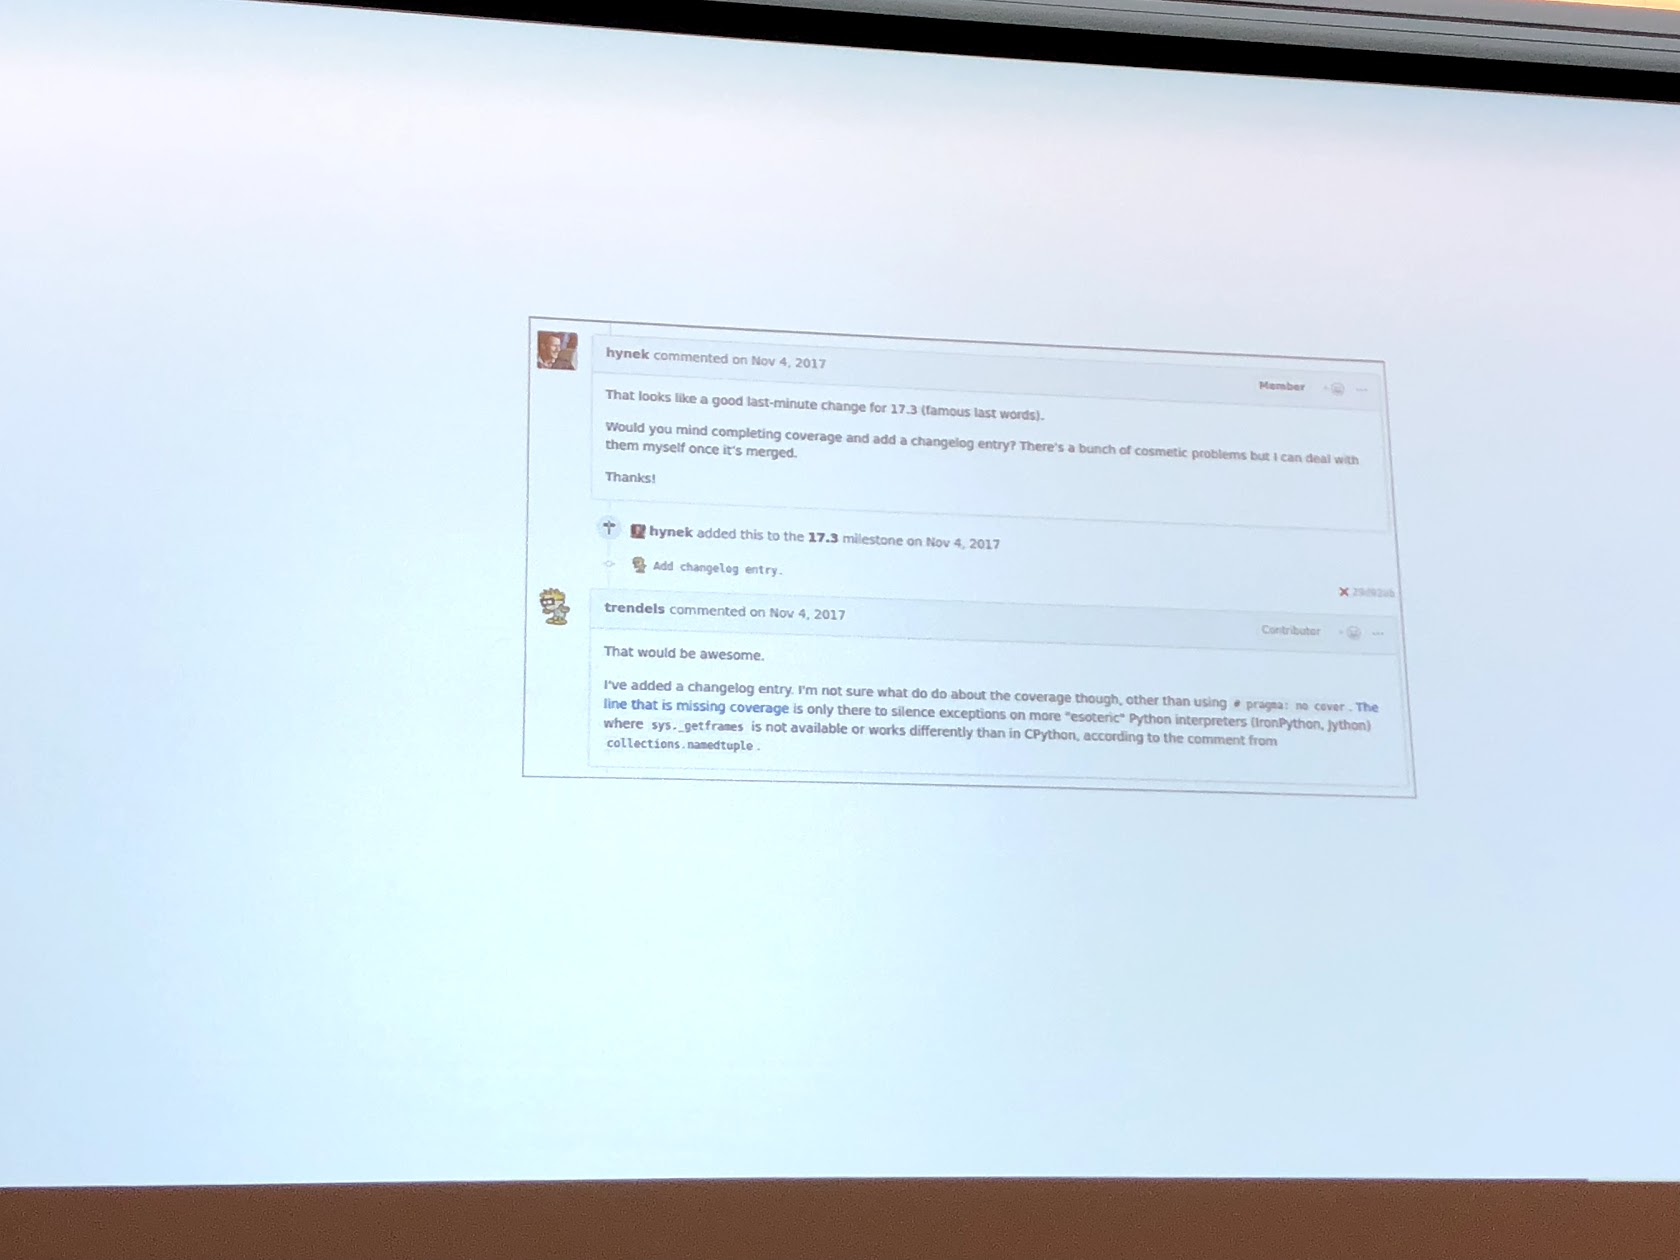 hynek commented on Nov 4, 2017
Member
That looks like a good last-minute change for 17.3 (famous last words).
Would you mind completing coverage and add a changelog entry? There's a bunch of cosmetic problems but I can deal with
them myself once it's merged.
Thanks!
hynek added this to the 17.3 milestone on Nov 4, 2017
Add changelog entry.
trendels commented on Nov 4, 2017
Contributor
That would be awesome.
I've added a changelog entry. I'm not sure what do do about the coverage though, other than using # pragma: no cover . The
line that is missing coverage is only there to silence exceptions on more "esoteric" Python interpreters (IronPython, Jython)
where sys._getframes is not available or works differently than in CPython, according to the comment from
collections.namedtuple .